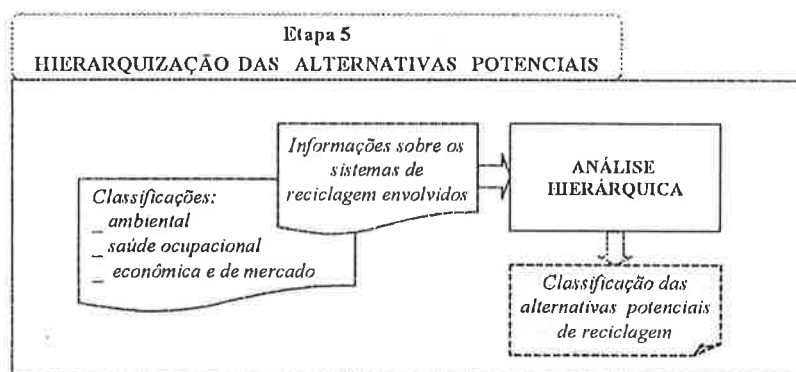 Etapa 5
HIERARQUIZAÇÃO DAS ALTERNATIVAS POTENCIAIS
Informações sobre os
sistemas de
reciclagem envolvidos
ANÁLISE
HIERÁRQUICA
Classificações:
_ ambiental
_ saúde ocupacional
_ econômica e de mercado
Classificação das
alternativas potenciais
de reciclagem